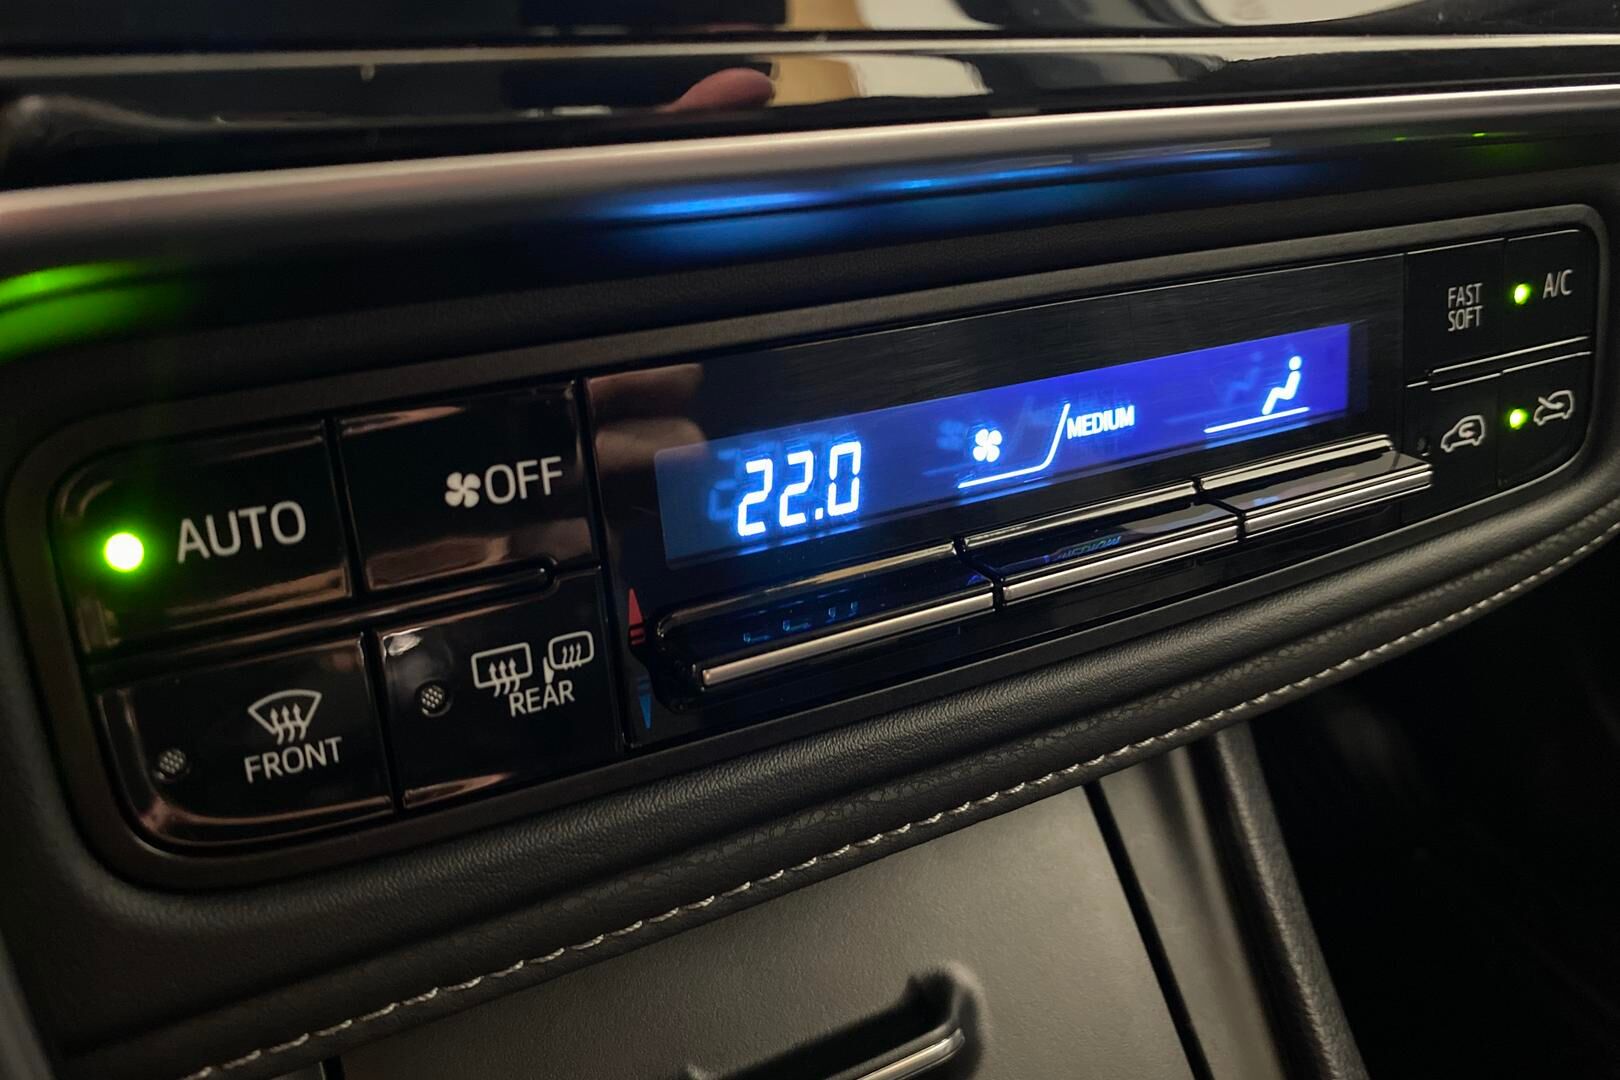 AUTO
OFF
22.0
MEDIUM
FAST
SOFT
A/C
FRONT
REAR